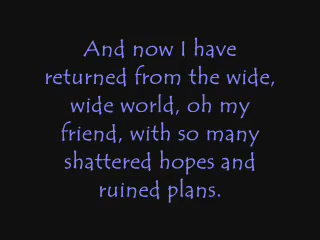 And now I have
returned from the wide,
wide world, oh my
friend, with so many
shattered hopes and
ruined plans.